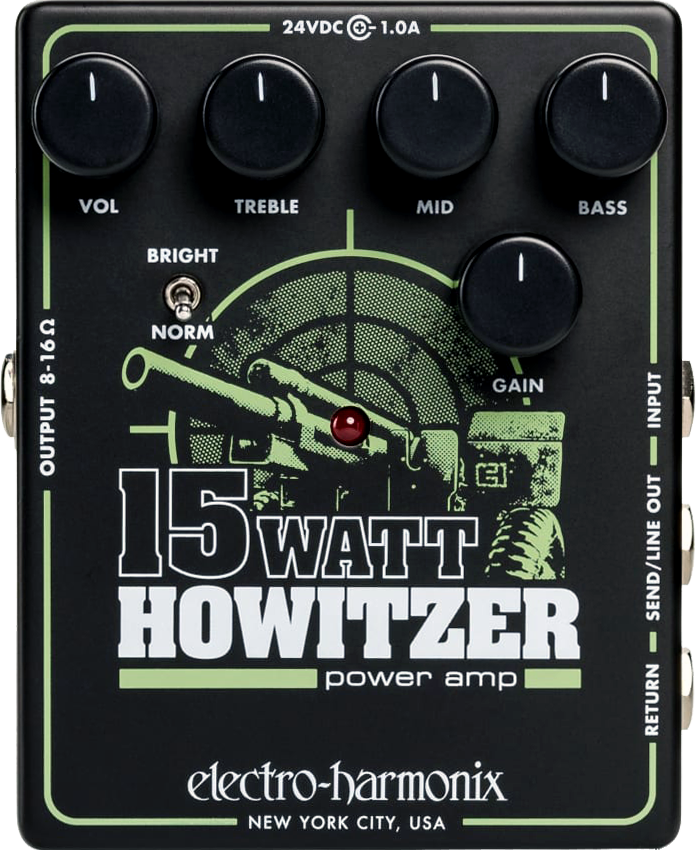 24VDC 1.0A
VOL TREBLE MID BASS
BRIGHT
NORM
GAIN
OUTPUT 8-16Ω
INPUT
SEND/LINE OUT
RETURN
15 WATT
HOWITZER
power amp
electro-harmonix
NEW YORK CITY, USA